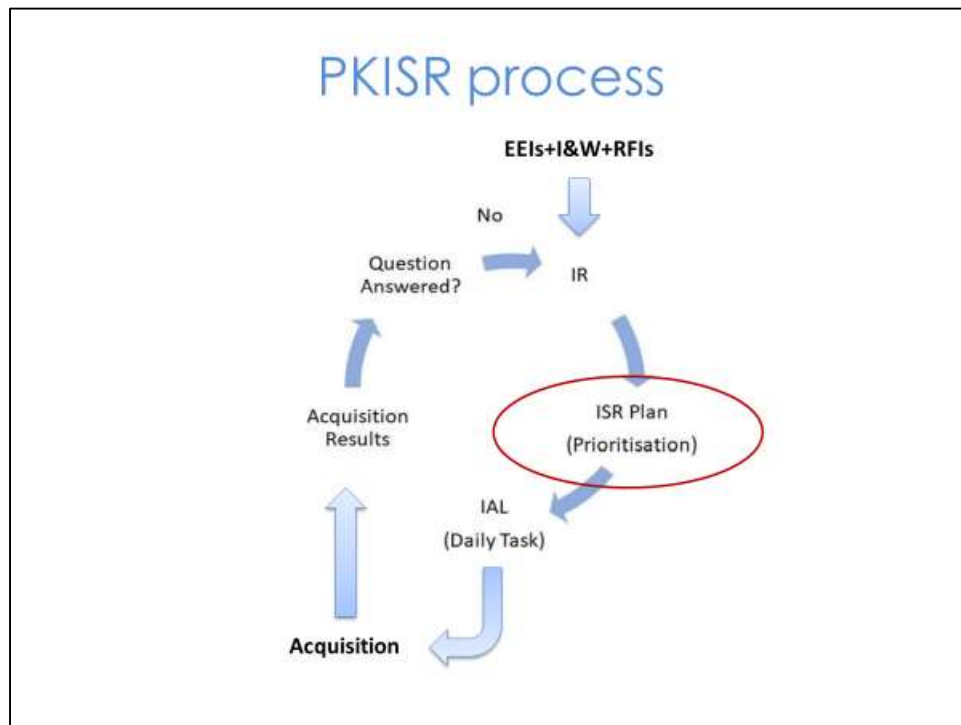 PKISR process
EEIs+I&W+RFIs
No
Question
Answered?
IR
ISR Plan
(Prioritisation)
Acquisition
Results
IAL
(Daily Task)
Acquisition